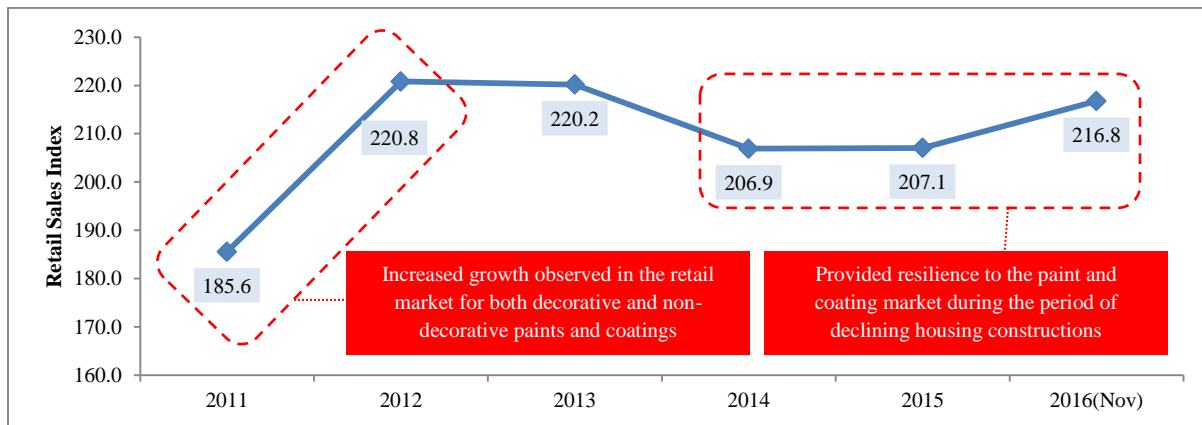 Retail Sales Index
230.0
220.0
210.0
200.0
190.0
180.0
170.0
160.0
185.6
220.8
220.2
206.9
207.1
216.8
Increased growth observed in the retail
market for both decorative and non-
decorative paints and coatings
Provided resilience to the paint and
coating market during the period of
declining housing constructions
2011
2012
2013
2014
2015
2016(Nov)